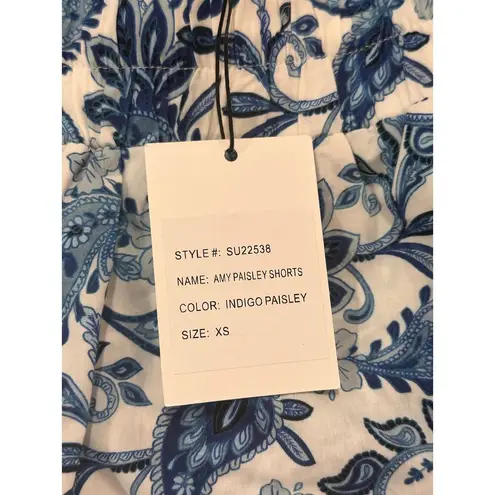 STYLE #: SU22538
NAME: AMY PAISLEY SHORTS
COLOR: INDIGO PAISLEY
SIZE: XS